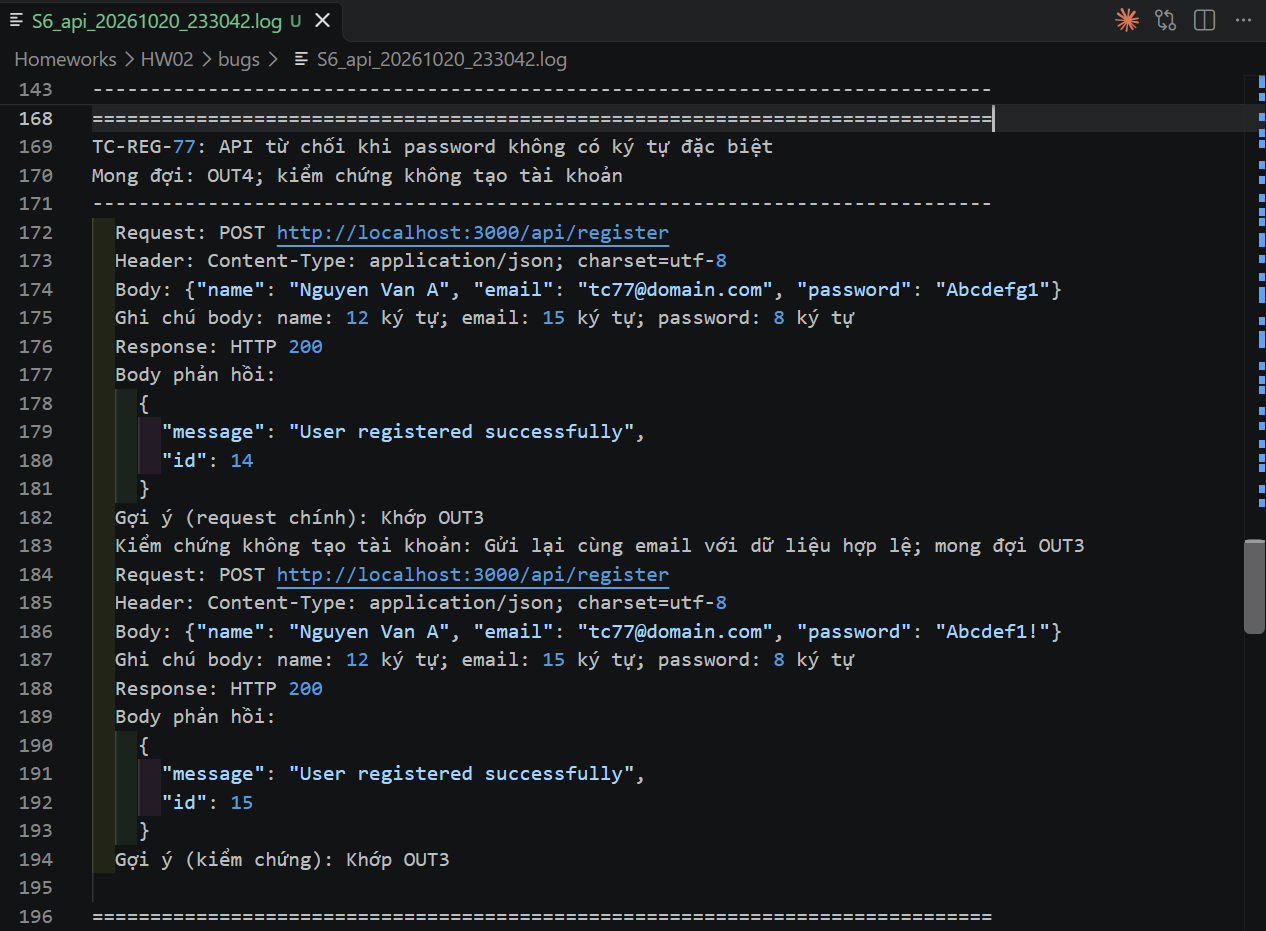 S6_api_20261020_233042.log U
Homeworks > HW02 > bugs > S6_api_20261020_233042.log
143 ------------------------------------------------------------------------------
168 ==============================================================================
169 TC-REG-77: API từ chối khi password không có ký tự đặc biệt
170 Mong đợi: OUT4; kiểm chứng không tạo tài khoản
171 ------------------------------------------------------------------------------
172 Request: POST http://localhost:3000/api/register
173 Header: Content-Type: application/json; charset=utf-8
174 Body: {"name": "Nguyen Van A", "email": "tc77@domain.com", "password": "Abcdefg1"}
175 Ghi chú body: name: 12 ký tự; email: 15 ký tự; password: 8 ký tự
176 Response: HTTP 200
177 Body phản hồi:
178 {
179 "message": "User registered successfully",
180 "id": 14
181 }
182 Gợi ý (request chính): Khớp OUT3
183 Kiểm chứng không tạo tài khoản: Gửi lại cùng email với dữ liệu hợp lệ; mong đợi OUT3
184 Request: POST http://localhost:3000/api/register
185 Header: Content-Type: application/json; charset=utf-8
186 Body: {"name": "Nguyen Van A", "email": "tc77@domain.com", "password": "Abcdef1!"}
187 Ghi chú body: name: 12 ký tự; email: 15 ký tự; password: 8 ký tự
188 Response: HTTP 200
189 Body phản hồi:
190 {
191 "message": "User registered successfully",
192 "id": 15
193 }
194 Gợi ý (kiểm chứng): Khớp OUT3
195
196 ==============================================================================